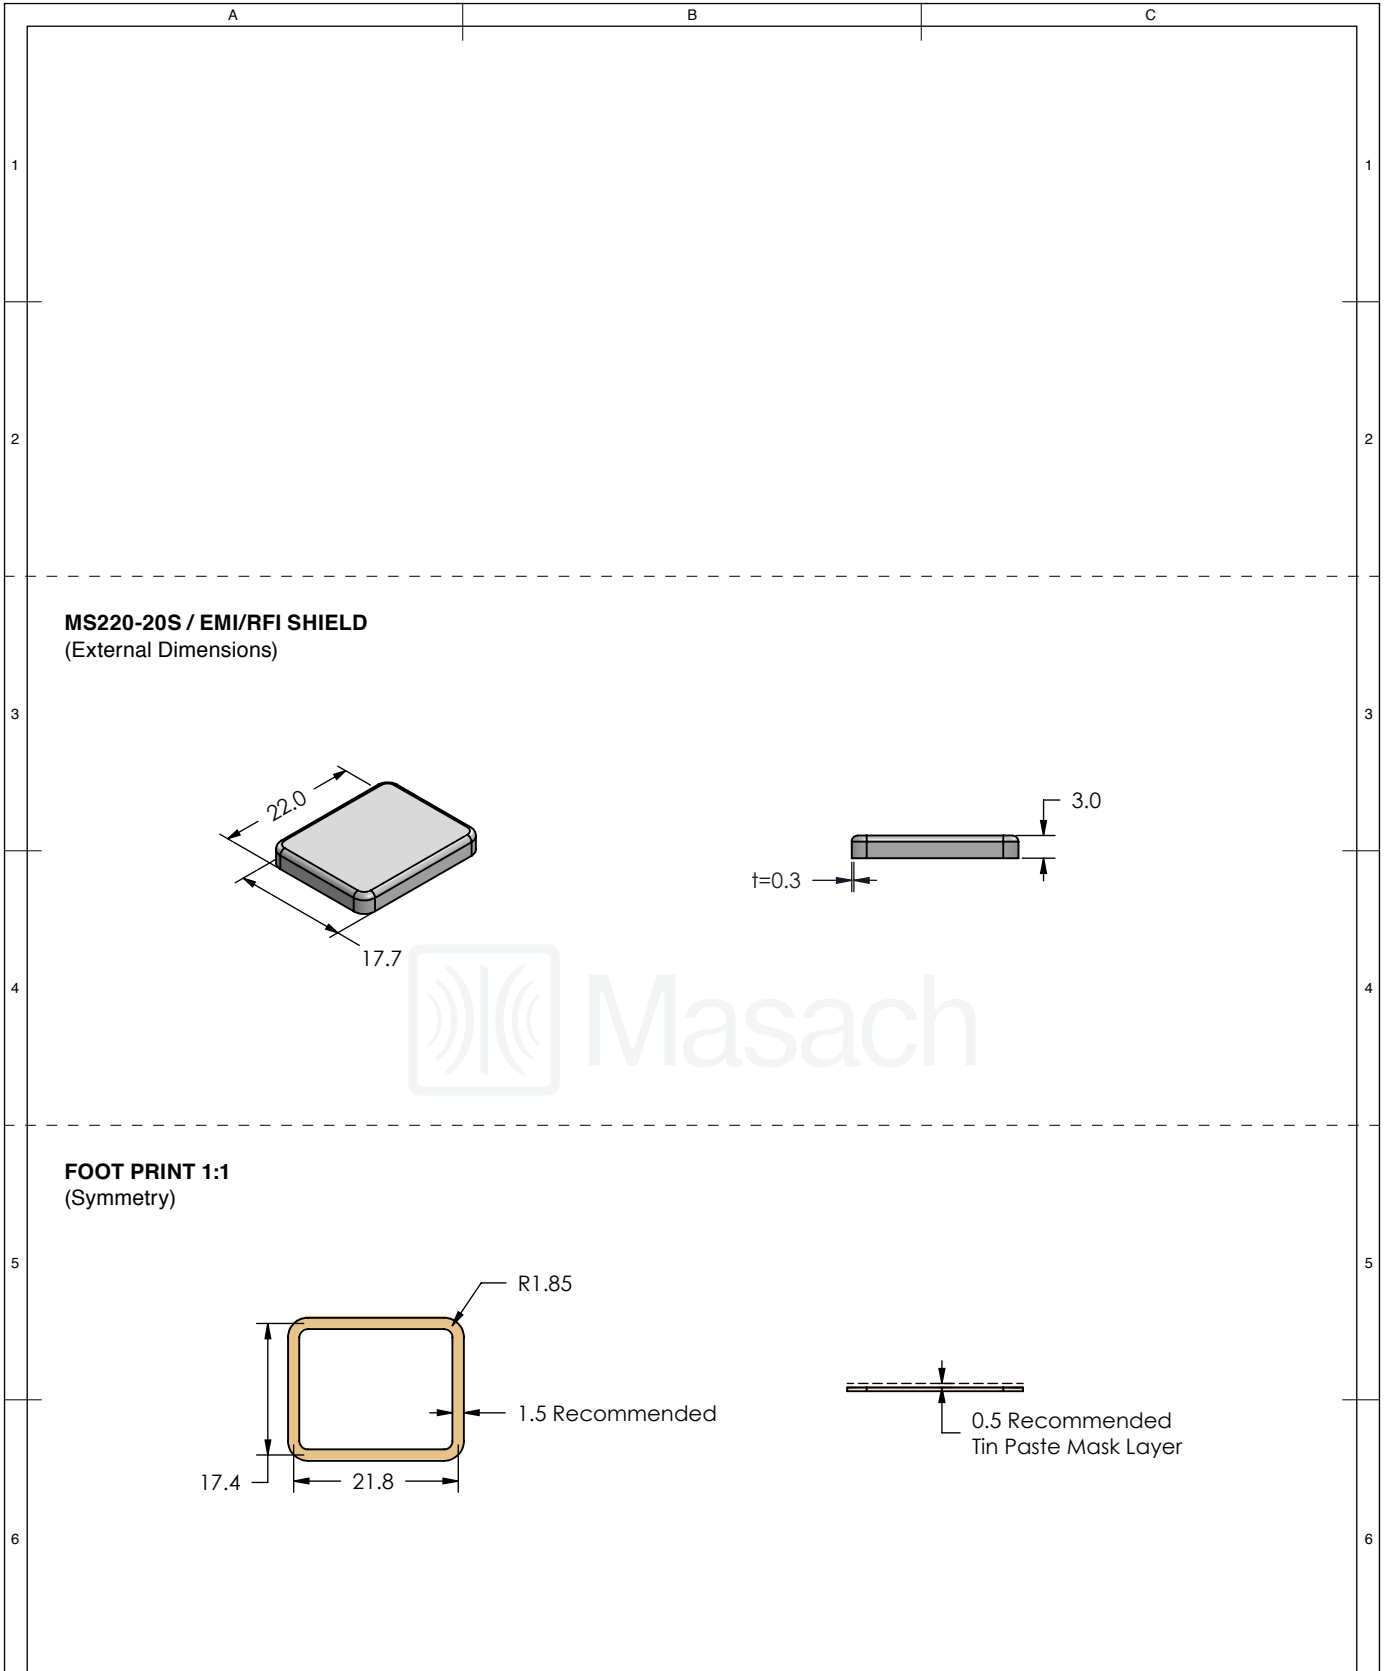 A B C
1 1
2 2
MS220-20S / EMI/RFI SHIELD
(External Dimensions)
3 3
22.0
3.0
t=0.3
17.7
Masach
4 4
FOOT PRINT 1:1
(Symmetry)
5 5
R1.85
1.5 Recommended
0.5 Recommended
Tin Paste Mask Layer
17.4
21.8
6 6